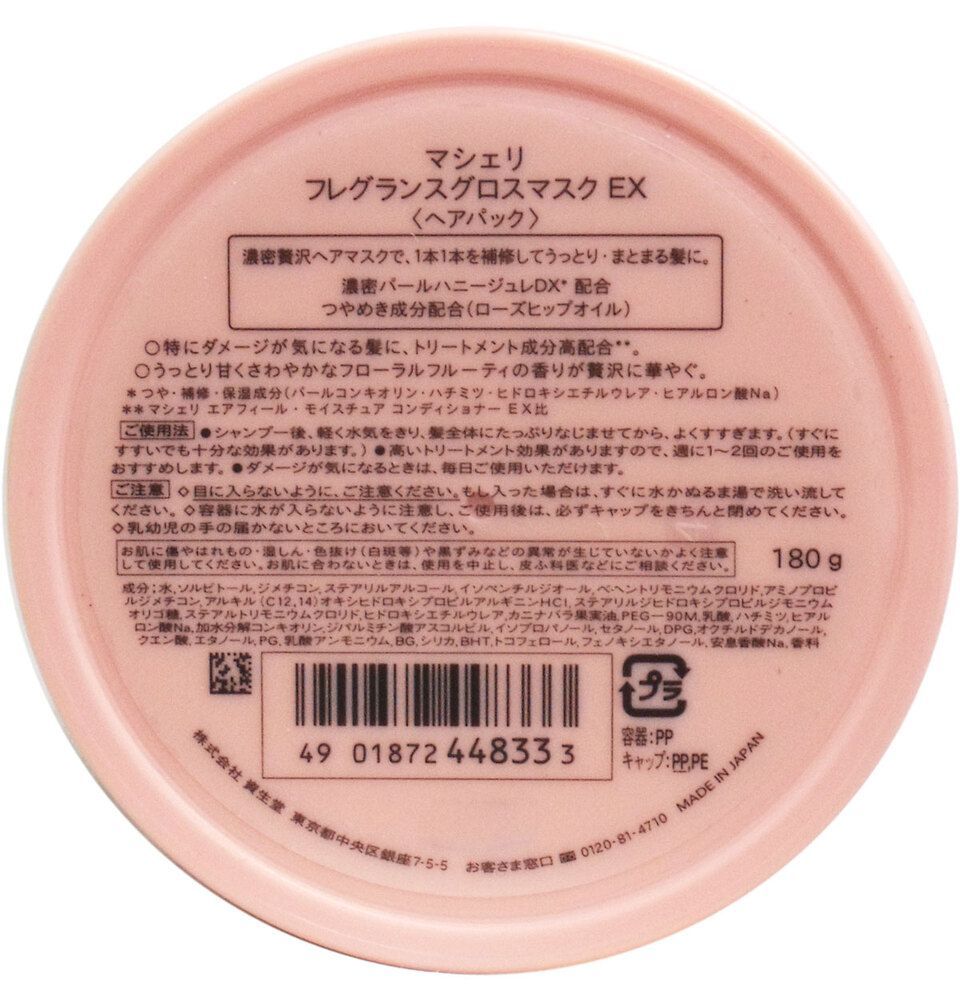 マシェリ
フレグランスグロスマスク EX
〈ヘアパック〉
濃密贅沢ヘアマスクで、1本1本を補修してうっとり・まとまる髪に。
濃密パールハニージュレDX* 配合
つやめき成分配合(ローズヒップオイル)
○特にダメージが気になる髪に、トリートメント成分高配合**。
○うっとり甘くさわやかなフローラルフルーティの香りが贅沢に華やぐ。
*つや・補修・保湿成分(パールコンキオリン・ハチミツ・ヒドロキシエチルウレア・ヒアルロン酸Na)
**マシェリ エアフィール・モイスチュア コンディショナー EX比
ご使用法 ●シャンプー後、軽く水気をきり、髪全体にたっぷりなじませてから、よくすすぎます。(すぐに
すすいでも十分な効果があります。)●高いトリートメント効果がありますので、週に1〜2回のご使用を
おすすめします。●ダメージが気になるときは、毎日ご使用いただけます。
ご注意 ◇目に入らないように、ご注意ください。もし入った場合は、すぐに水かぬるま湯で洗い流して
ください。◇容器に水が入らないように注意し、ご使用後は、必ずキャップをきちんと閉めてください。
◇乳幼児の手の届かないところにおいてください。
お肌に傷やはれもの・湿しん・色抜け(白斑等)や黒ずみなどの異常が生じていないかよく注意
して使用してください。お肌に合わないときは、使用を中止し、皮ふ科医などにご相談ください。
180g
成分:水,ソルビトール,ジメチコン,ステアリルアルコール,イソペンチルジオール,ベヘントリモニウムクロリド,アミノプロピ
ルジメチコン,アルキル(C12,14)オキシヒドロキシプロピルアルギニンHCl,ステアリルジヒドロキシプロピルジモニウム
オリゴ糖,ステアルトリモニウムクロリド,ヒドロキシエチルウレア,カニナバラ果実油,PEG-90M,乳酸,ハチミツ,ヒアル
ロン酸Na,加水分解コンキオリン,ジパルミチン酸アスコルビル,イソプロパノール,セタノール,DPG,オクチルドデカノール,
クエン酸,エタノール,PG,乳酸アンモニウム,BG,シリカ,BHT,トコフェロール,フェノキシエタノール,安息香酸Na,香料
プラ
4901872448333
容器:PP
キャップ:PP,PE
株式会社 資生堂 東京都中央区銀座7-5-5 お客さま窓口 0120-81-4710 MADE IN JAPAN